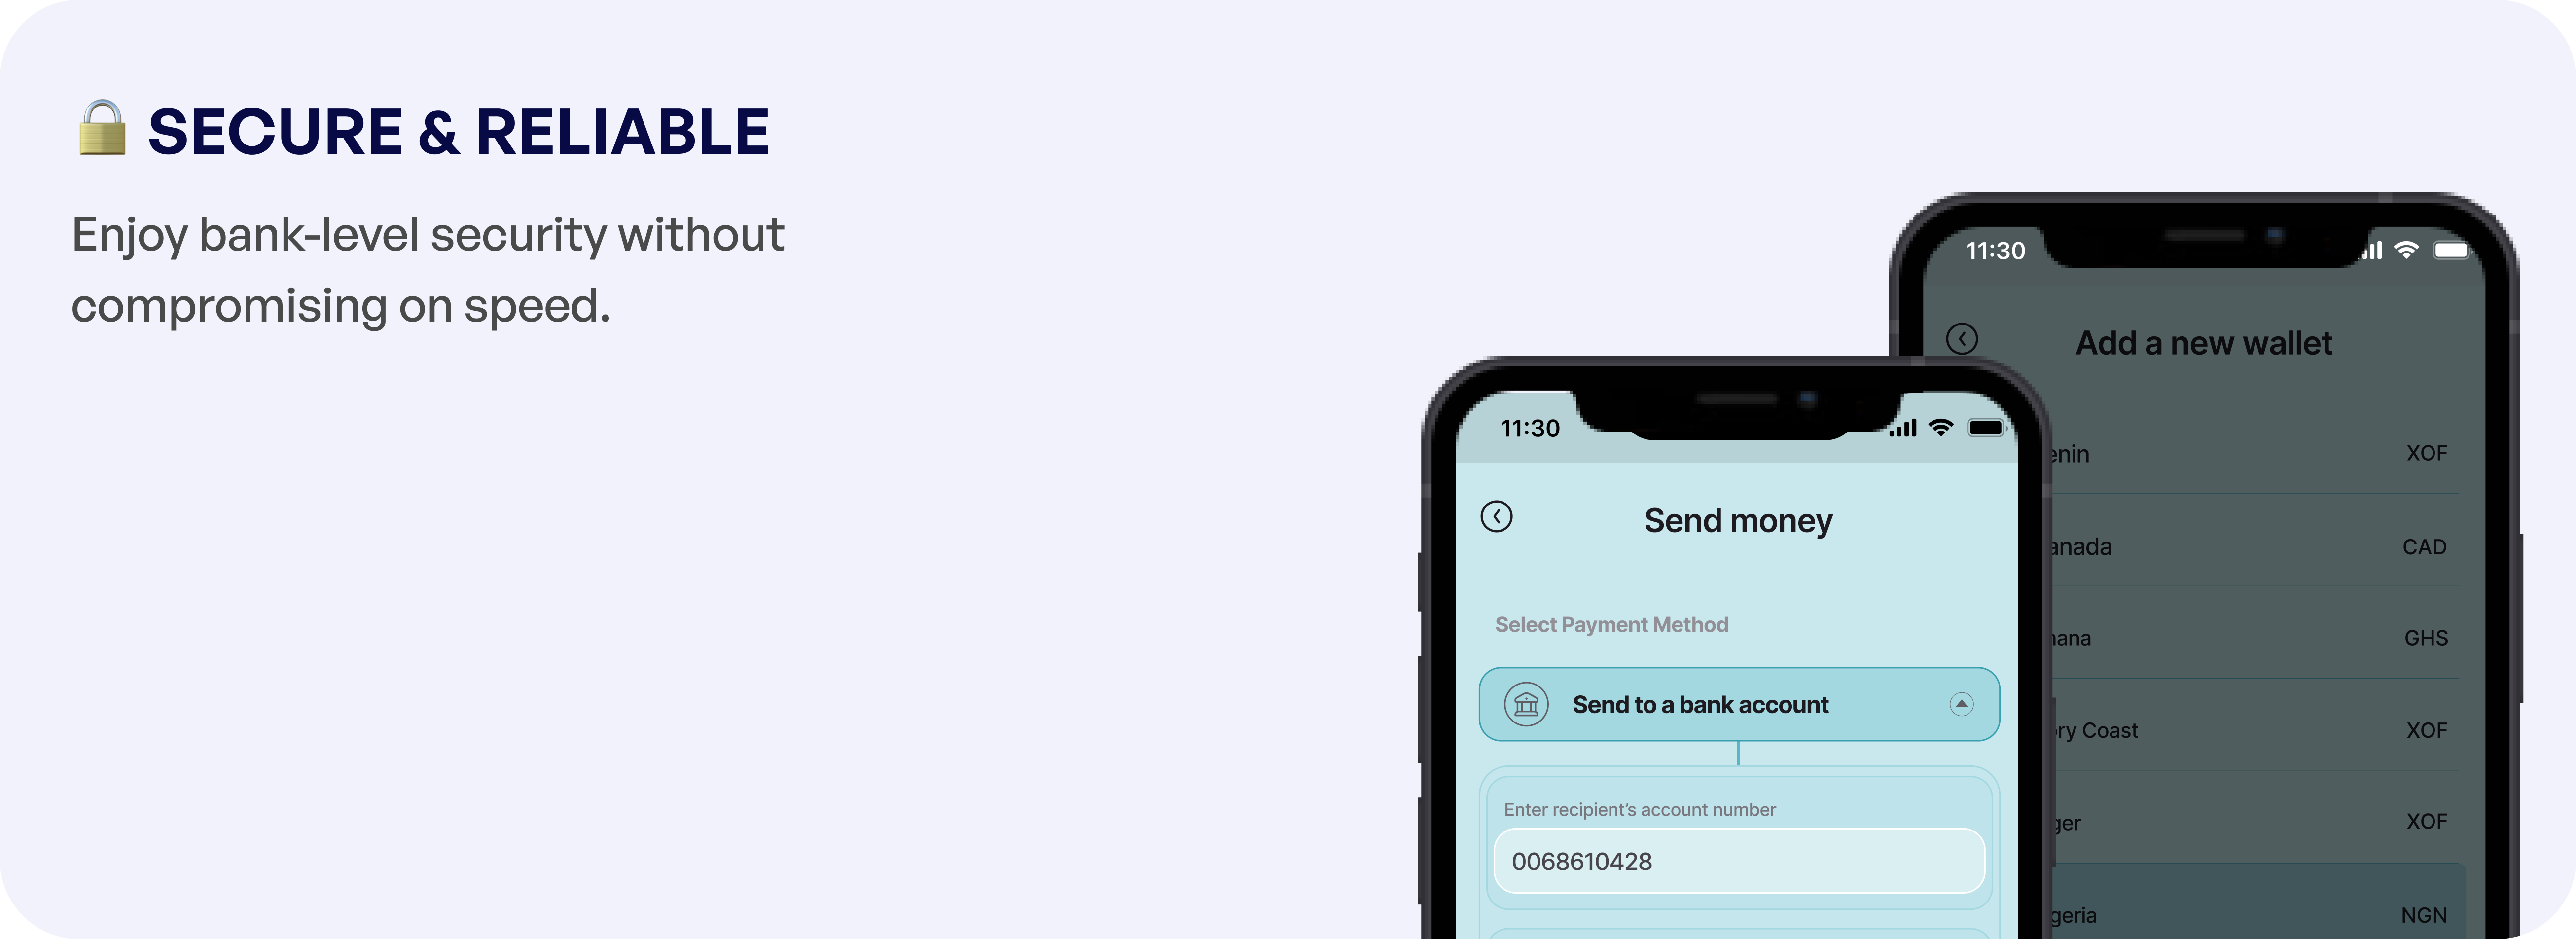 SECURE & RELIABLE
Enjoy bank-level security without
compromising on speed.
11:30
Send money
Select Payment Method
Send to a bank account
Enter recipient’s account number
0068610428
11:30
Add a new wallet
enin XOF
anada CAD
hana GHS
ory Coast XOF
ger XOF
geria NGN